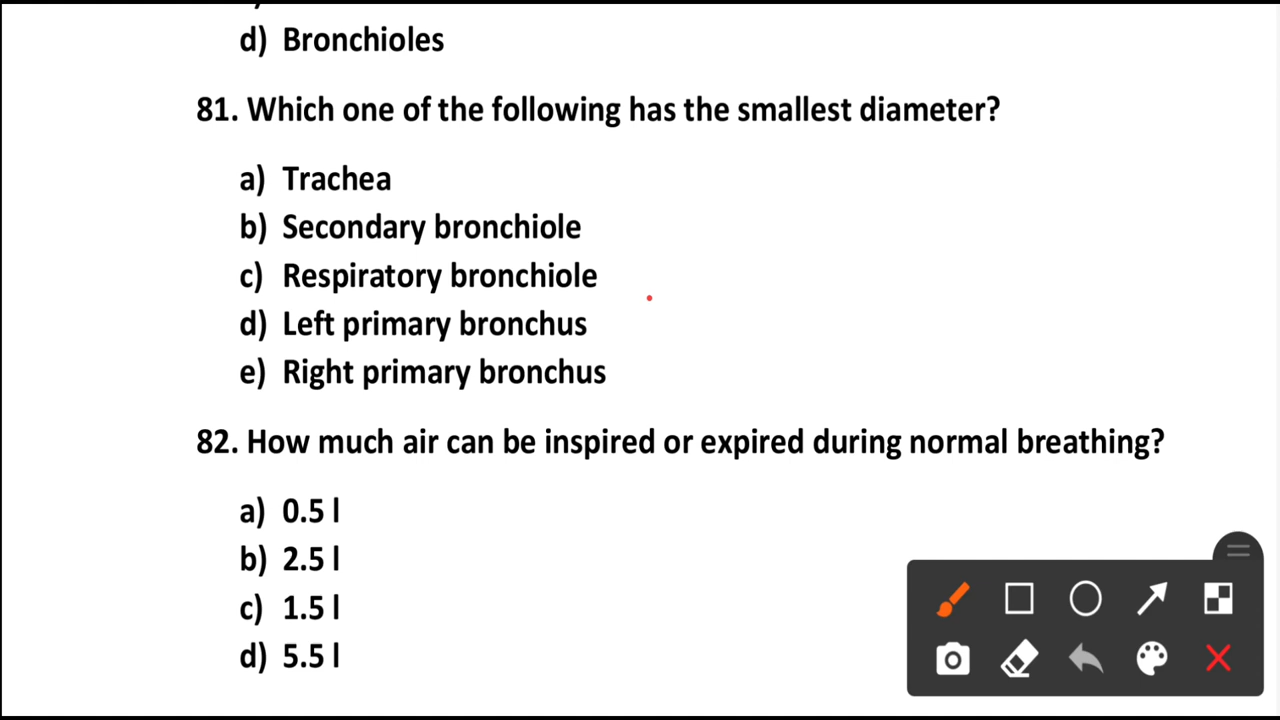 d) Bronchioles
81. Which one of the following has the smallest diameter?
a) Trachea
b) Secondary bronchiole
c) Respiratory bronchiole
d) Left primary bronchus
e) Right primary bronchus
82. How much air can be inspired or expired during normal breathing?
a) 0.5 l
b) 2.5 l
c) 1.5 l
d) 5.5 l